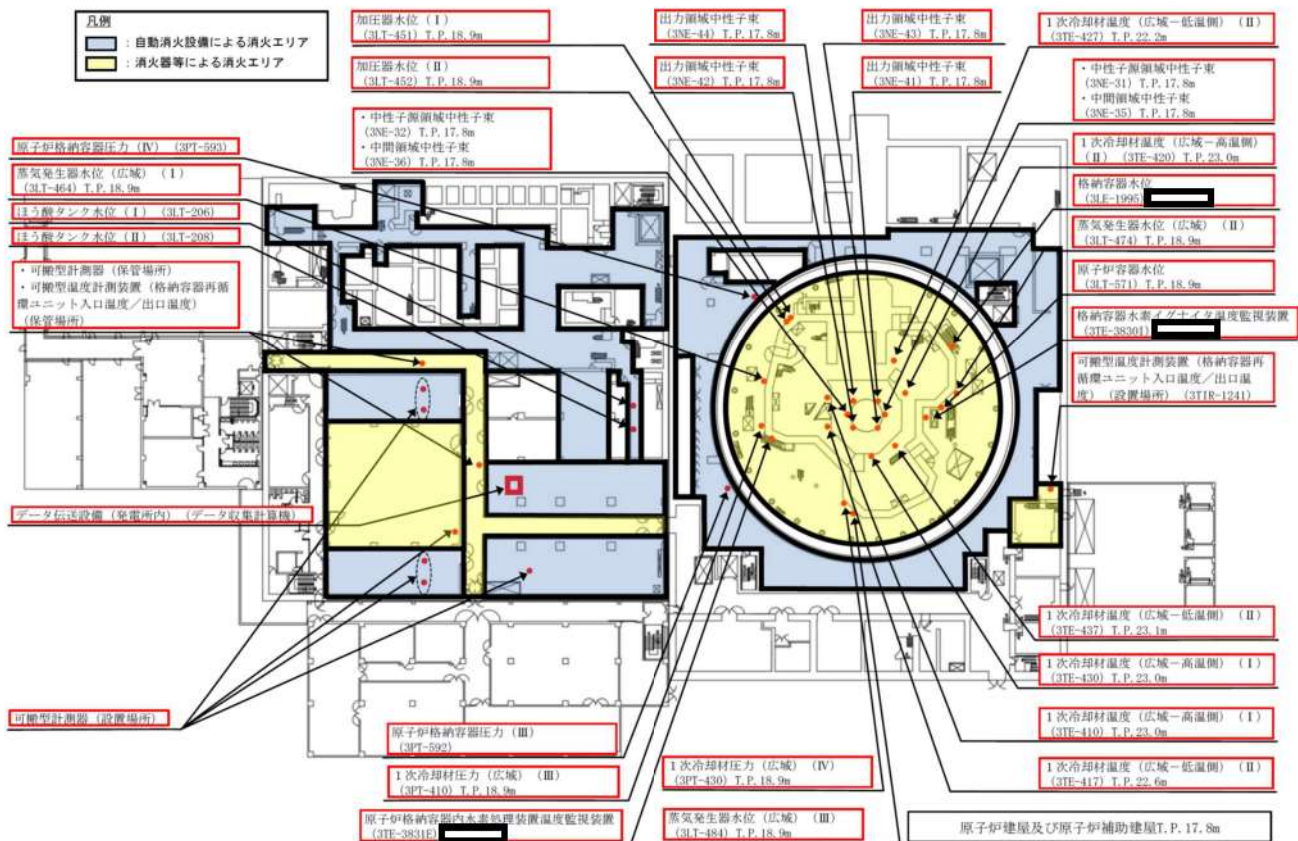 凡例
：自動消火設備による消火エリア
：消火器等による消火エリア
加圧器水位（Ⅰ）
(3LT-451) T.P.18.9m
加圧器水位（Ⅱ）
(3LT-452) T.P.18.9m
・中性子源領域中性子束
(3NE-32) T.P.17.8m
・中間領域中性子束
(3NE-36) T.P.17.8m
出力領域中性子束
(3NE-44) T.P.17.8m
出力領域中性子束
(3NE-42) T.P.17.8m
出力領域中性子束
(3NE-43) T.P.17.8m
出力領域中性子束
(3NE-41) T.P.17.8m
1次冷却材温度（広域－低温側）（Ⅱ）
(3TE-427) T.P.22.2m
・中性子源領域中性子束
(3NE-31) T.P.17.8m
・中間領域中性子束
(3NE-35) T.P.17.8m
1次冷却材温度（広域－高温側）
（Ⅱ） (3TE-420) T.P.23.0m
格納容器水位
(3LE-1995)
蒸気発生器水位（広域）（Ⅱ）
(3LT-474) T.P.18.9m
原子炉容器水位
(3LT-571) T.P.18.9m
格納容器水素イグナイタ温度監視装置
可搬型温度計測装置（格納容器再
循環ユニット入口温度／出口温
度）（設置場所）(3TIR-1241)
原子炉格納容器圧力（Ⅳ） (3PT-593)
蒸気発生器水位（広域）（Ⅰ）
(3LT-464) T.P.18.9m
ほう酸タンク水位（Ⅰ） (3LT-206)
ほう酸タンク水位（Ⅱ） (3LT-208)
・可搬型計測器（保管場所）
・可搬型温度計測装置（格納容器再循
環ユニット入口温度／出口温度）
（保管場所）
データ伝送設備（発電所内）（データ収集計算機）
可搬型計測器（設置場所）
1次冷却材温度（広域－低温側）（Ⅱ）
(3TE-437) T.P.23.1m
1次冷却材温度（広域－高温側）（Ⅰ）
(3TE-430) T.P.23.0m
1次冷却材温度（広域－高温側）（Ⅰ）
(3TE-410) T.P.23.0m
1次冷却材温度（広域－低温側）（Ⅱ）
(3TE-417) T.P.22.6m
原子炉格納容器圧力（Ⅲ）
(3PT-592)
1次冷却材圧力（広域）（Ⅲ）
(3PT-410) T.P.18.9m
原子炉格納容器内水素処理装置温度監視装置
(3TE-3831E)
1次冷却材圧力（広域）（Ⅳ）
(3PT-430) T.P.18.9m
蒸気発生器水位（広域）（Ⅲ）
(3LT-484) T.P.18.9m
原子炉建屋及び原子炉補助建屋T.P.17.8m